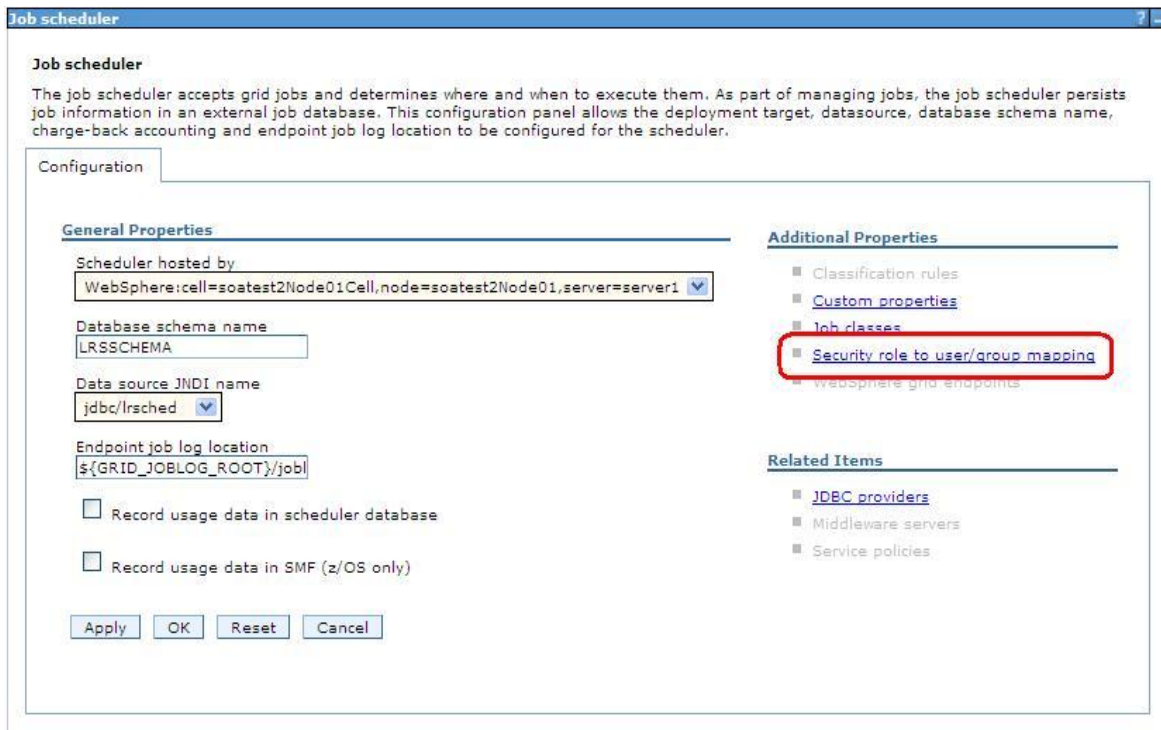 Job scheduler
?
Job scheduler
The job scheduler accepts grid jobs and determines where and when to execute them. As part of managing jobs, the job scheduler persists
job information in an external job database. This configuration panel allows the deployment target, datasource, database schema name,
charge-back accounting and endpoint job log location to be configured for the scheduler.
Configuration
General Properties
Scheduler hosted by
WebSphere:cell=soatest2Node01Cell,node=soatest2Node01,server=server1
Database schema name
LRSSCHEMA
Data source JNDI name
jdbc/lrsched
Endpoint job log location
${GRID_JOBLOG_ROOT}/jobl
Record usage data in scheduler database
Record usage data in SMF (z/OS only)
Apply OK Reset Cancel
Additional Properties
Classification rules
Custom properties
Job classes
Security role to user/group mapping
WebSphere grid endpoints
Related Items
JDBC providers
Middleware servers
Service policies